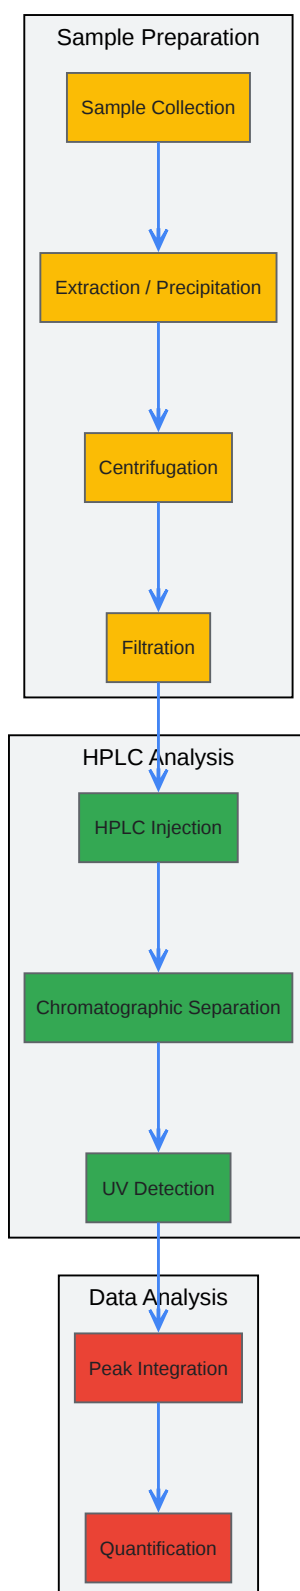 Sample Preparation
Sample Collection
Extraction / Precipitation
Centrifugation
Filtration
HPLC Analysis
HPLC Injection
Chromatographic Separation
UV Detection
Data Analysis
Peak Integration
Quantification